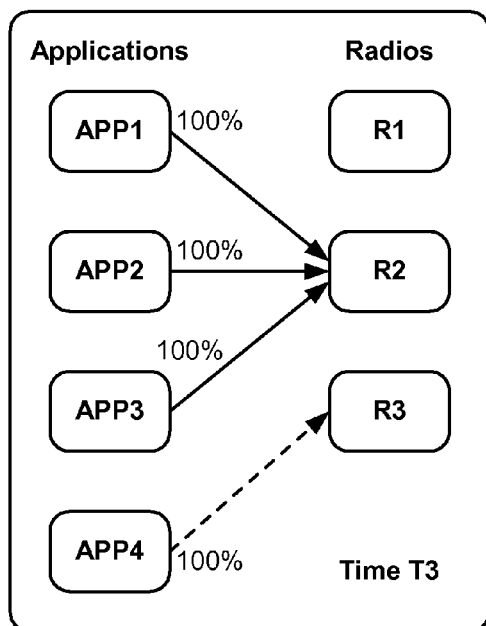 Applications Radios
APP1 100% R1
APP2 100% R2
100%
APP3 R3
APP4 100%
Time T3